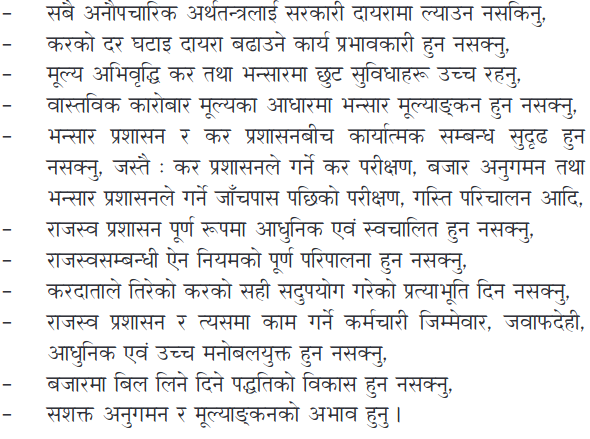 – सबै अनौपचारिक अर्थतन्त्रलाई सरकारी दायरामा ल्याउन नसकिनु,
– करको दर घटाइ दायरा बढाउने कार्य प्रभावकारी हुन नसक्नु,
– मूल्य अभिवृद्धि कर तथा भन्सारमा छुट सुविधाहरू उच्च रहनु,
– वास्तविक कारोबार मूल्यका आधारमा भन्सार मूल्याङ्कन हुन नसक्नु,
– भन्सार प्रशासन र कर प्रशासनबीच कार्यात्मक सम्बन्ध सुदृढ हुन
नसक्नु, जस्तै : कर प्रशासनले गर्ने कर परीक्षण, बजार अनुगमन तथा
भन्सार प्रशासनले गर्ने जाँचपास पछिको परीक्षण, गस्ति परिचालन आदि,
– राजस्व प्रशासन पूर्ण रूपमा आधुनिक एवं स्वचालित हुन नसक्नु,
– राजस्वसम्बन्धी ऐन नियमको पूर्ण परिपालना हुन नसक्नु,
– करदाताले तिरेको करको सही सदुपयोग गरेको प्रत्याभूति दिन नसक्नु,
– राजस्व प्रशासन र त्यसमा काम गर्ने कर्मचारी जिम्मेवार, जवाफदेही,
आधुनिक एवं उच्च मनोबलयुक्त हुन नसक्नु,
– बजारमा बिल लिने दिने पद्धतिको विकास हुन नसक्नु,
– सशक्त अनुगमन र मूल्याङ्कनको अभाव हुनु ।